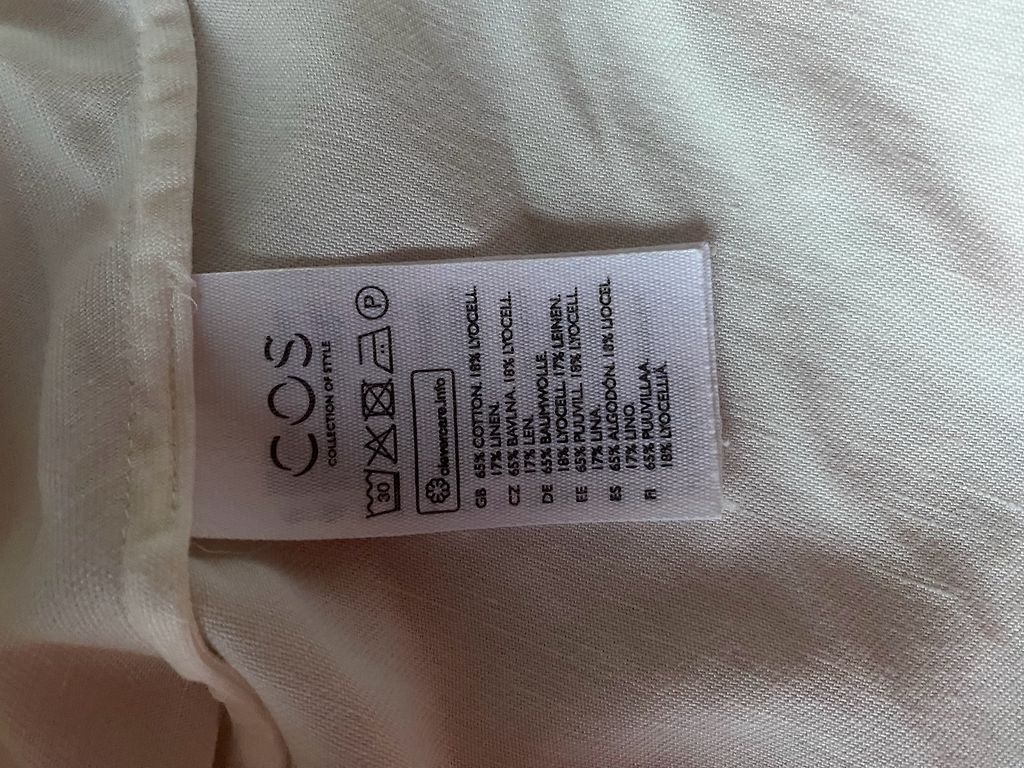 COS
COLLECTION OF STYLE
30 P
clevercare.info
GB 65% COTTON. 18% LYOCELL.
17% LINEN.
CZ 65% BAVLNA. 18% LYOCELL.
17% LEN.
DE 65% BAUMWOLLE.
18% LYOCELL. 17% LEINEN.
EE 65% PUUVILL. 18% LYOCELL.
17% LINA.
ES 65% ALGODÓN. 18% LIOCEL.
17% LINO.
FI 65% PUUVILLAA.
18% LYOCELLIÄ.